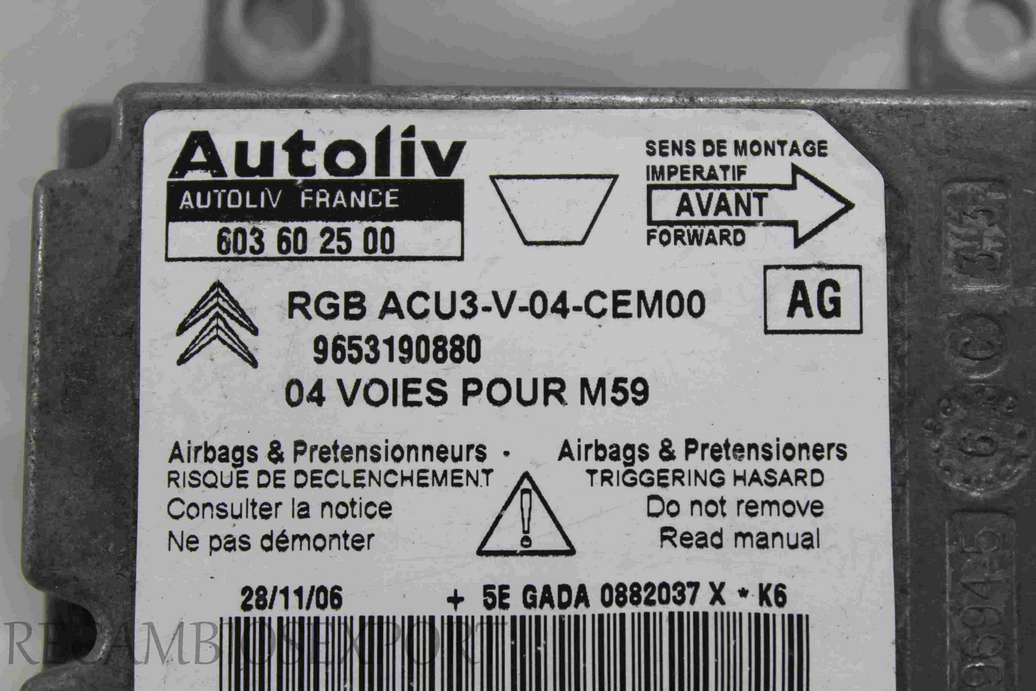 Autoliv
AUTOLIV FRANCE
603 60 25 00
SENS DE MONTAGE
IMPERATIF
AVANT
FORWARD
RGB ACU3-V-04-CEM00
AG
9653190880
04 VOIES POUR M59
Airbags & Pretensionneurs
RISQUE DE DECLENCHEMENT
Consulter la notice
Ne pas démonter
Airbags & Pretensioners
TRIGGERING HASARD
Do not remove
Read manual
28/11/06 + 5E GADA 0882037 X * K6
RECAMBIOSEXPORT